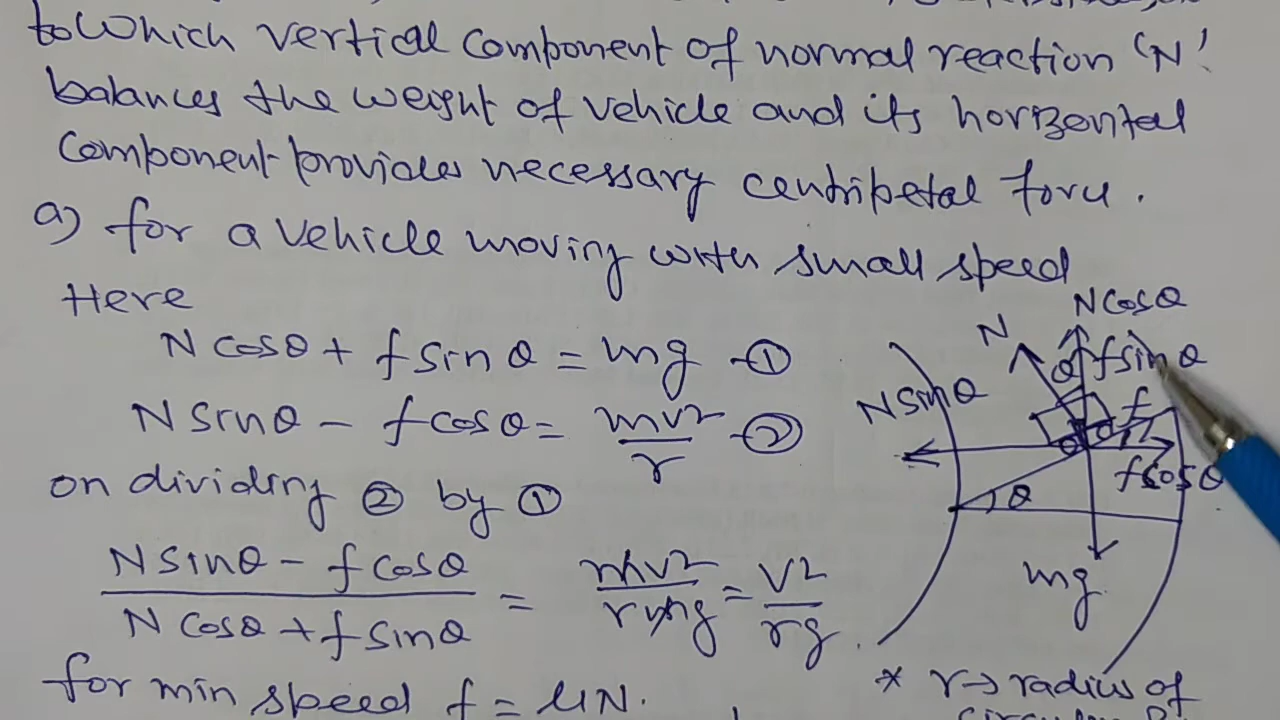 to which vertical component of normal reaction 'N'
balances the weight of vehicle and its horizontal
component provides necessary centripetal force.
a) for a vehicle moving with small speed
Here
N cosθ + f sinθ = mg -①
N sinθ - f cosθ = mv²/r -②
on dividing ② by ①
N sinθ - f cosθ / N cosθ + f sinθ = mv²/rmg = v²/rg.
for min speed f = μN.
N cosθ
N
θ
f sinθ
N sinθ
f
θ
f cosθ
θ
mg
* r→ radius of